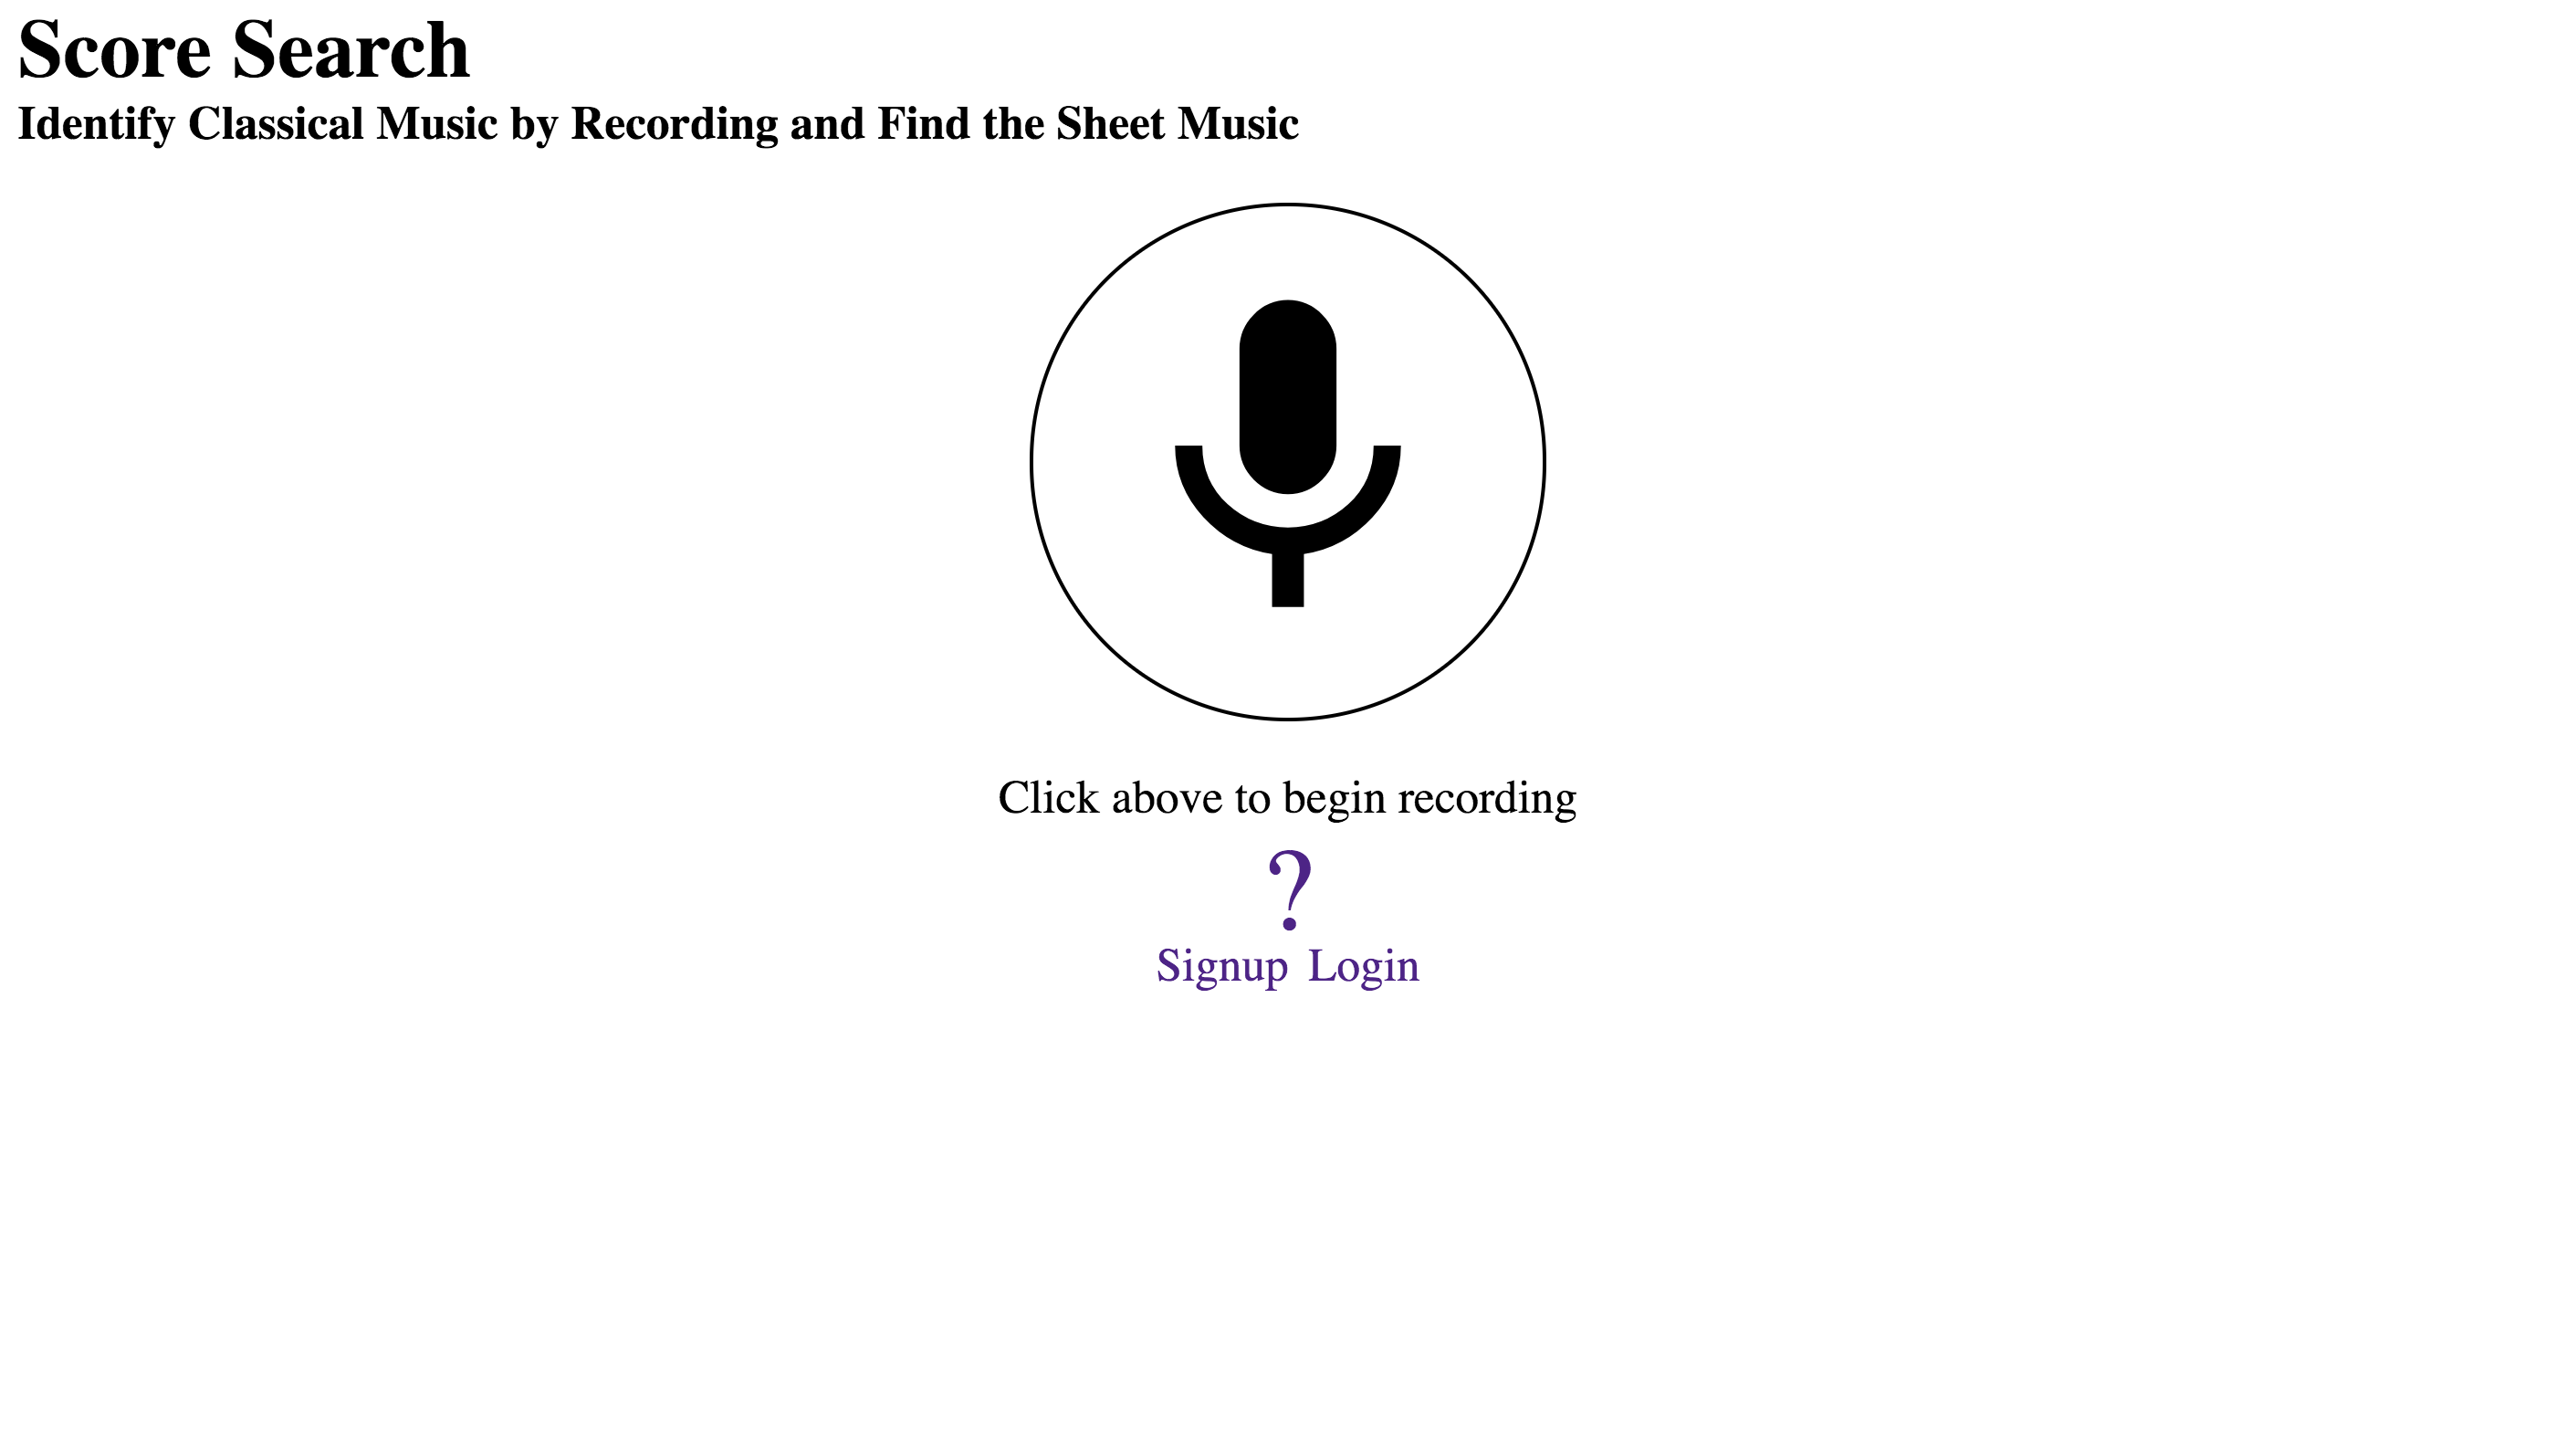 Score Search
Identify Classical Music by Recording and Find the Sheet Music
Click above to begin recording
?
Signup Login